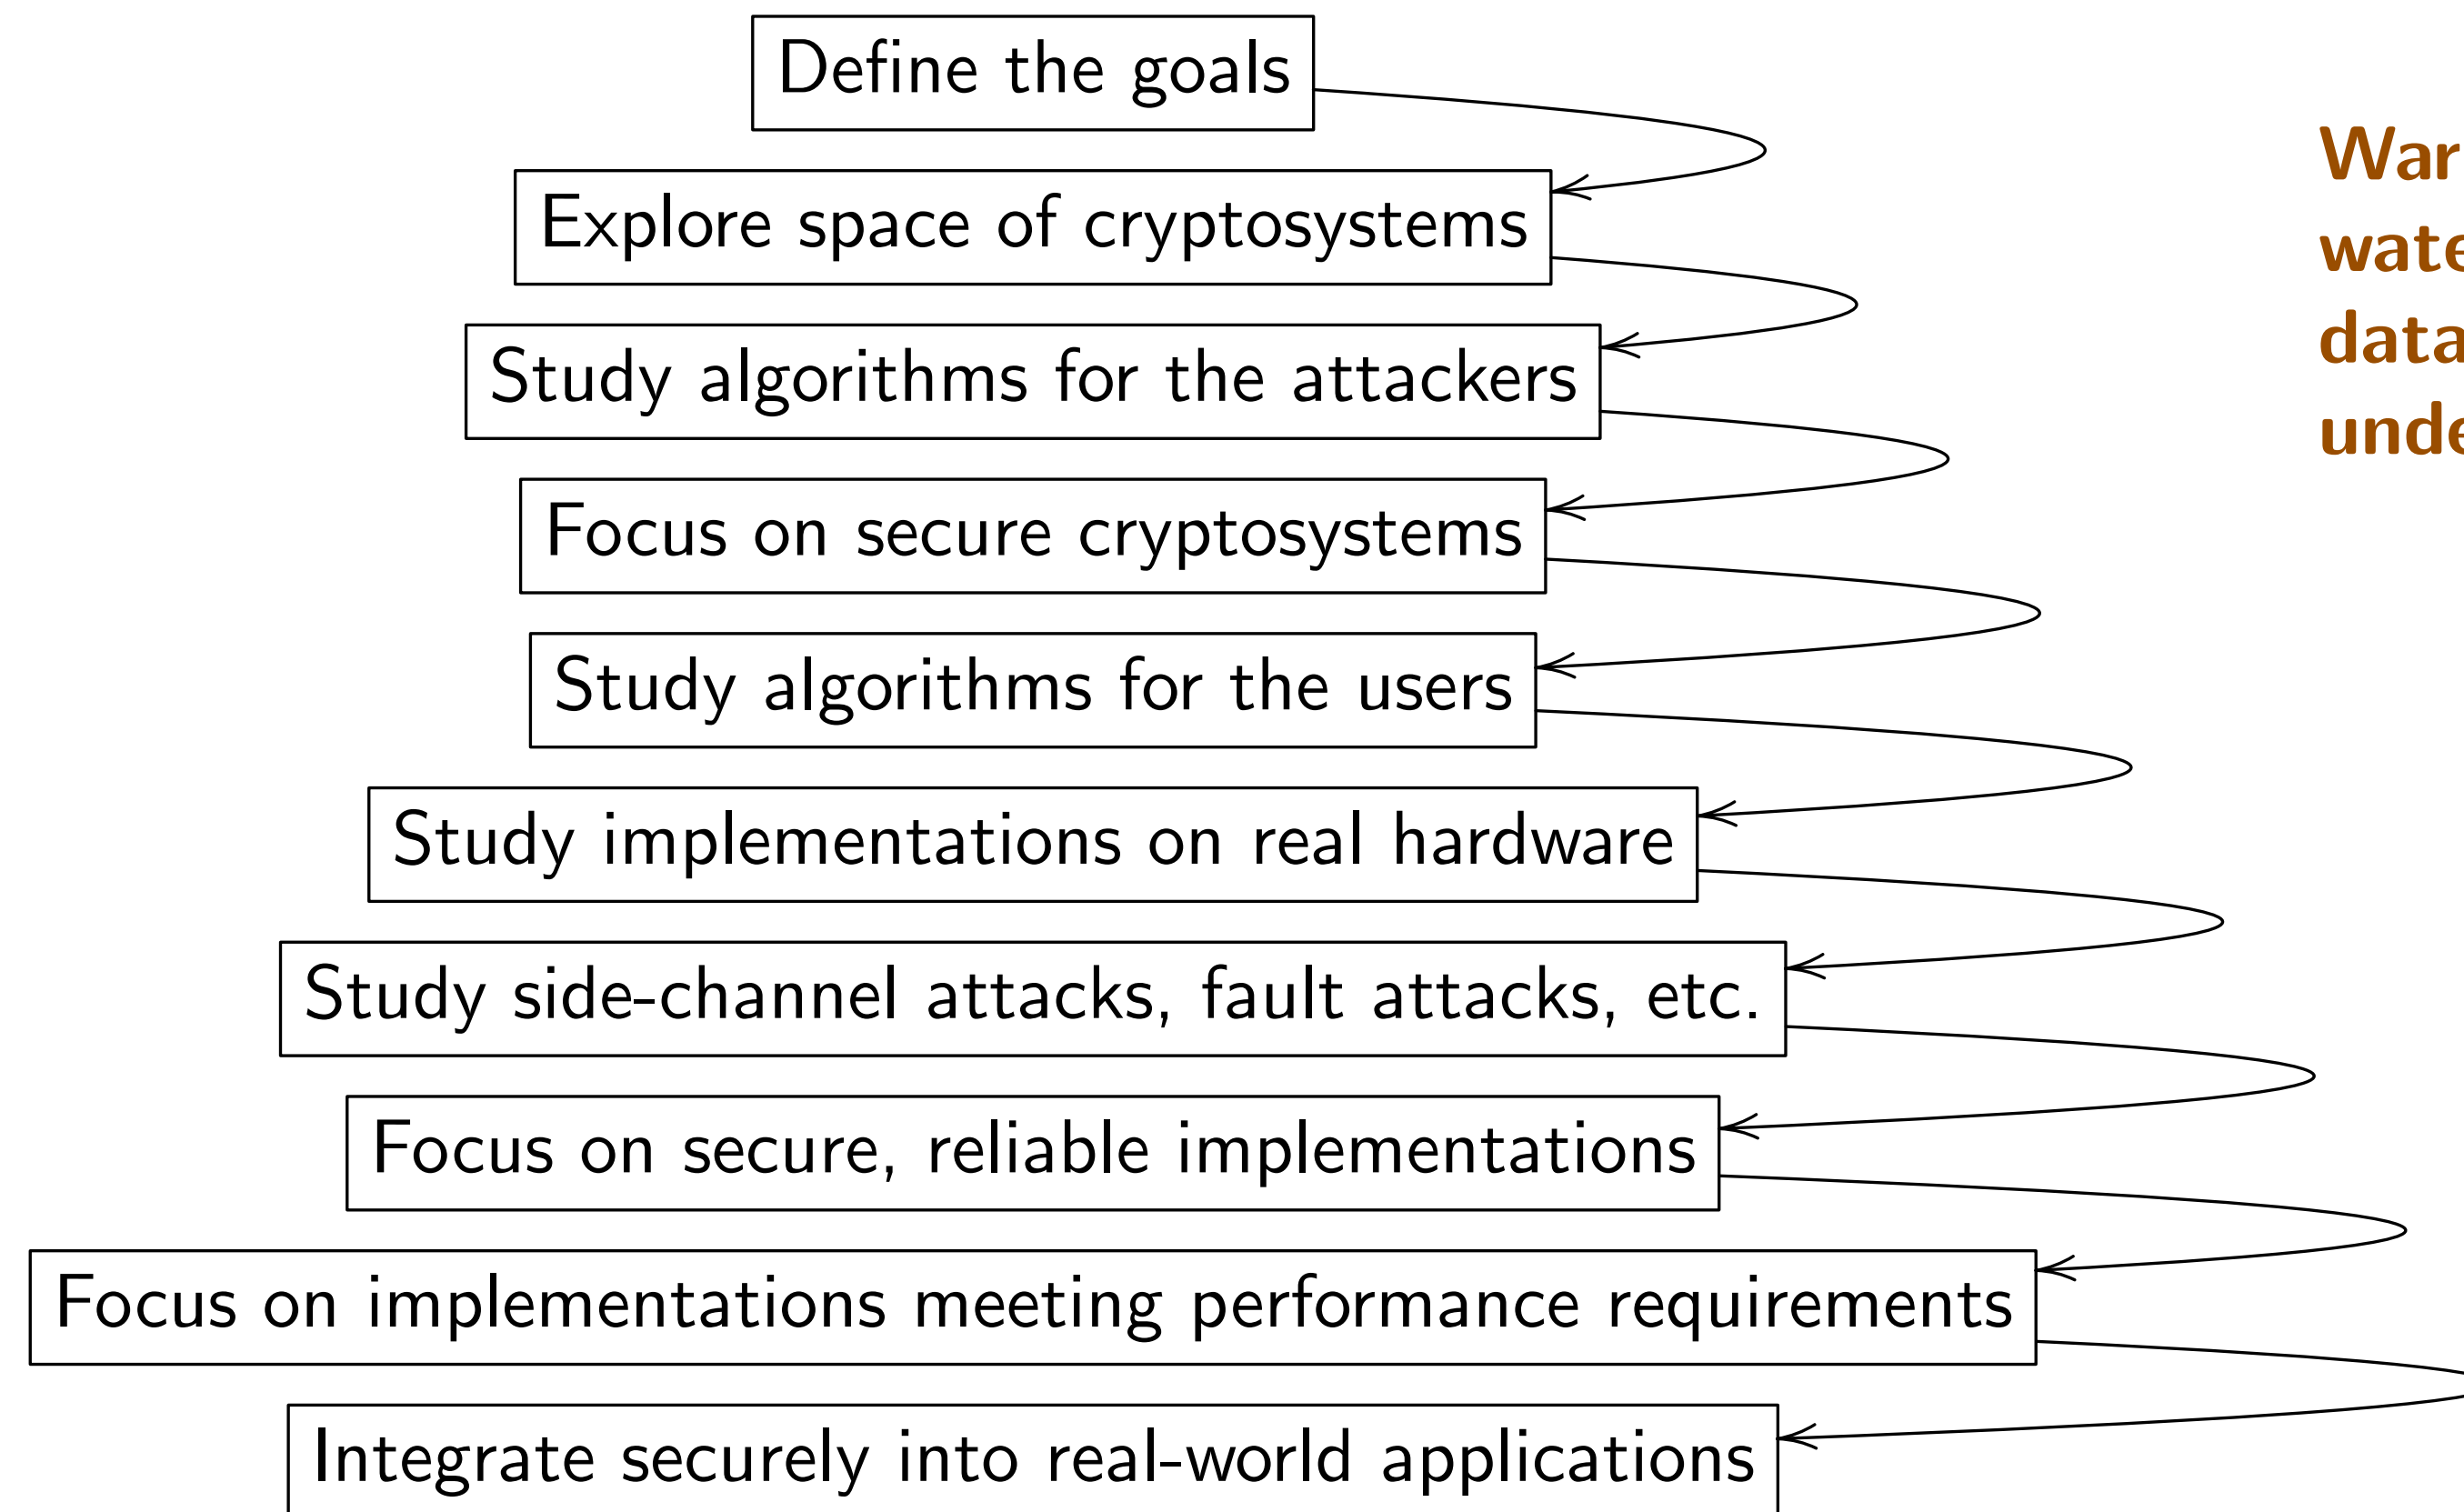 Define the goals
Explore space of cryptosystems
Study algorithms for the attackers
Focus on secure cryptosystems
Study algorithms for the users
Study implementations on real hardware
Study side-channel attacks, fault attacks, etc.
Focus on secure, reliable implementations
Focus on implementations meeting performance requirements
Integrate securely into real-world applications